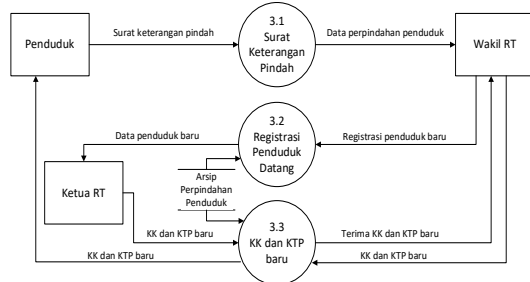 Penduduk
Surat keterangan pindah
3.1
Surat
Keterangan
Pindah
Data perpindahan penduduk
Wakil RT
Data penduduk baru
3.2
Registrasi
Penduduk
Datang
Registrasi penduduk baru
Ketua RT
Arsip
Perpindahan
Penduduk
KK dan KTP baru
3.3
KK dan KTP
baru
Terima KK dan KTP baru
KK dan KTP baru
KK dan KTP baru